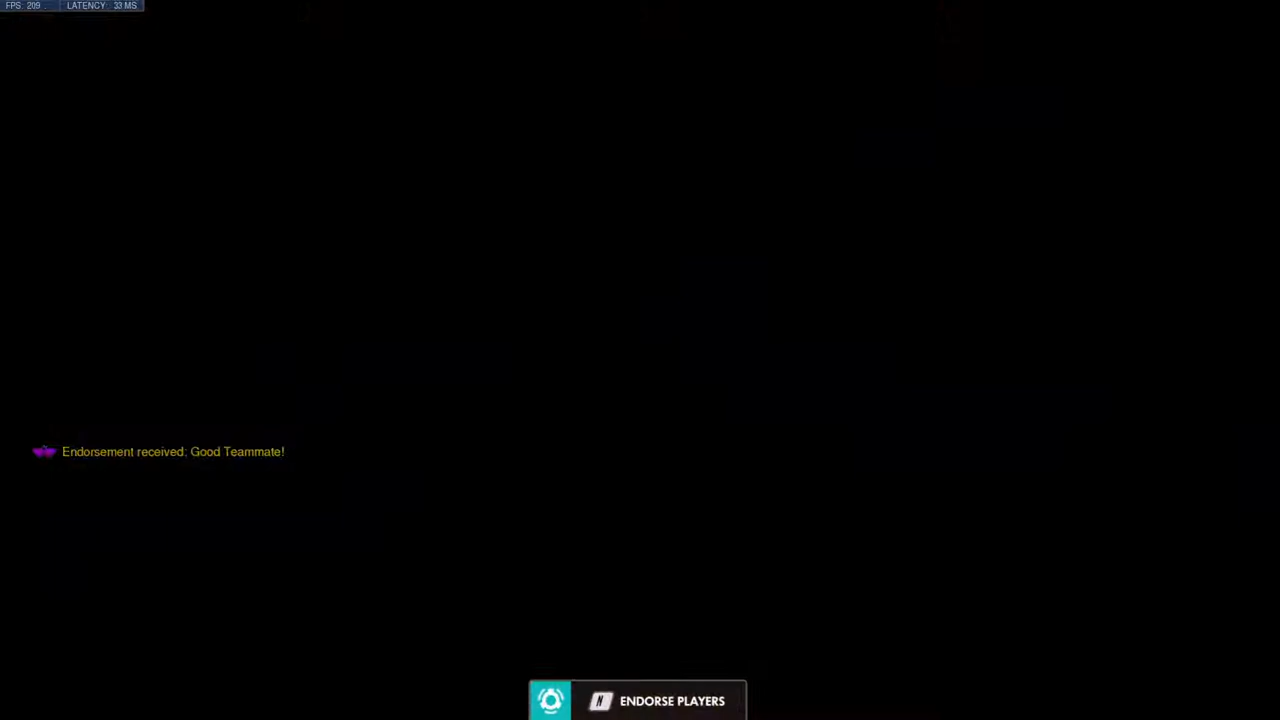 FPS: 209 LATENCY: 33 MS
Endorsement received: Good Teammate!
N ENDORSE PLAYERS